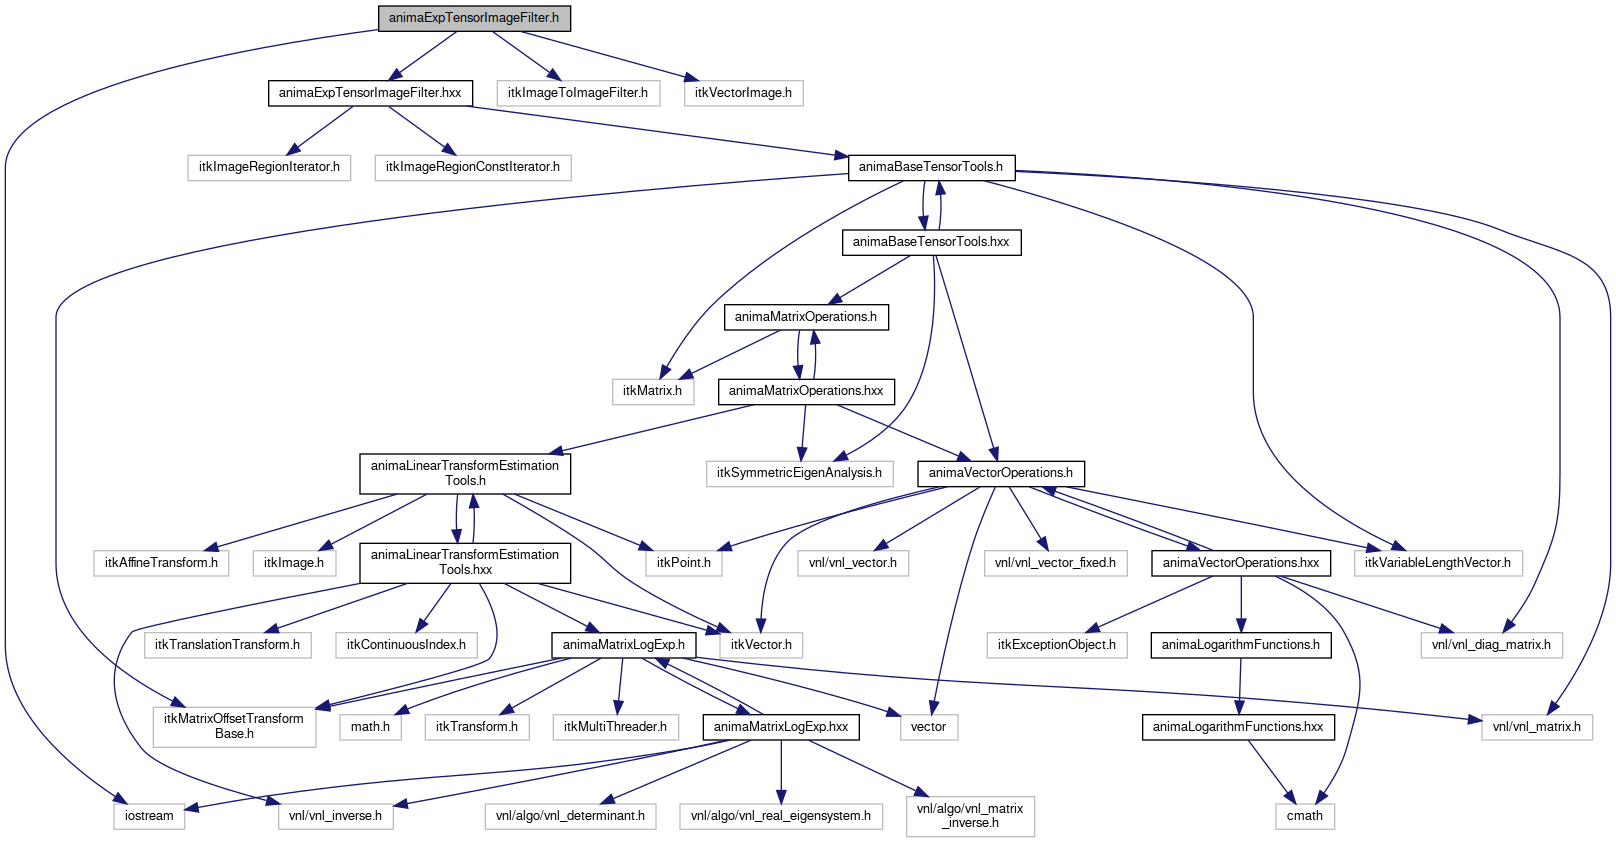 animaExpTensorImageFilter.h
animaExpTensorImageFilter.hxx
itkImageToImageFilter.h
itkVectorImage.h
itkImageRegionIterator.h
itkImageRegionConstIterator.h
animaBaseTensorTools.h
animaBaseTensorTools.hxx
animaMatrixOperations.h
itkMatrix.h
animaMatrixOperations.hxx
animaLinearTransformEstimation
Tools.h
itkSymmetricEigenAnalysis.h
animaVectorOperations.h
itkAffineTransform.h
itkImage.h
animaLinearTransformEstimation
Tools.hxx
itkPoint.h
vnl/vnl_vector.h
vnl/vnl_vector_fixed.h
animaVectorOperations.hxx
itkVariableLengthVector.h
itkTranslationTransform.h
itkContinuousIndex.h
animaMatrixLogExp.h
itkVector.h
itkExceptionObject.h
animaLogarithmFunctions.h
vnl/vnl_diag_matrix.h
itkMatrixOffsetTransform
Base.h
math.h
itkTransform.h
itkMultiThreader.h
animaMatrixLogExp.hxx
vector
animaLogarithmFunctions.hxx
vnl/vnl_matrix.h
iostream
vnl/vnl_inverse.h
vnl/algo/vnl_determinant.h
vnl/algo/vnl_real_eigensystem.h
vnl/algo/vnl_matrix
_inverse.h
cmath